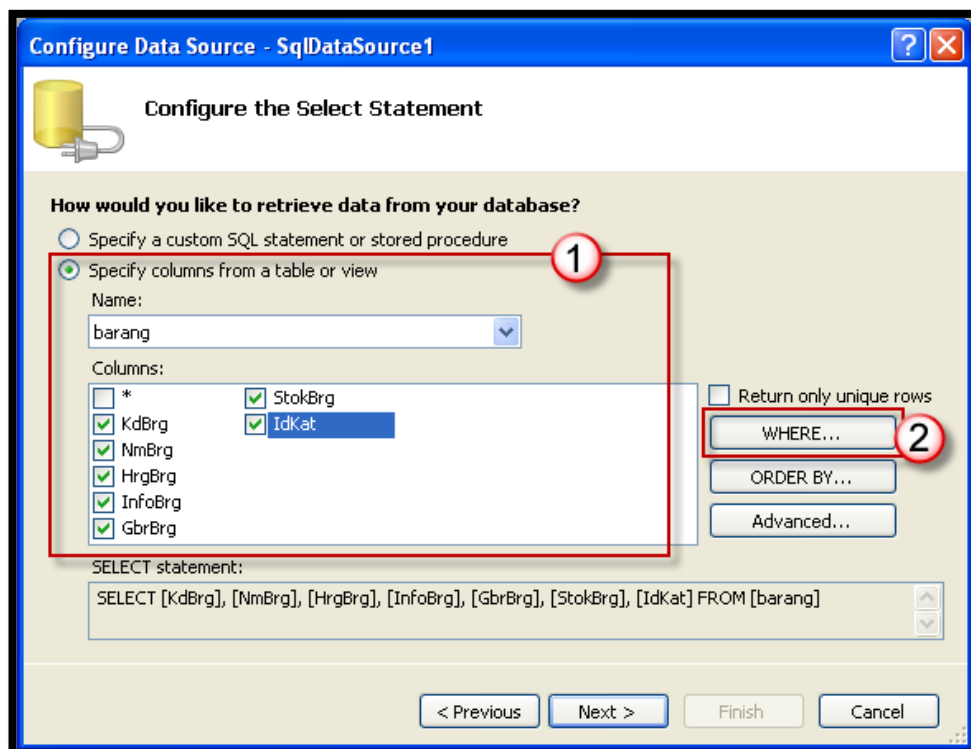 Configure Data Source - SqlDataSource1
Configure the Select Statement
How would you like to retrieve data from your database?
Specify a custom SQL statement or stored procedure
Specify columns from a table or view
1
Name:
barang
Columns:
*
KdBrg
NmBrg
HrgBrg
InfoBrg
GbrBrg
StokBrg
IdKat
Return only unique rows
WHERE...
2
ORDER BY...
Advanced...
SELECT statement:
SELECT [KdBrg], [NmBrg], [HrgBrg], [InfoBrg], [GbrBrg], [StokBrg], [IdKat] FROM [barang]
< Previous
Next >
Finish
Cancel